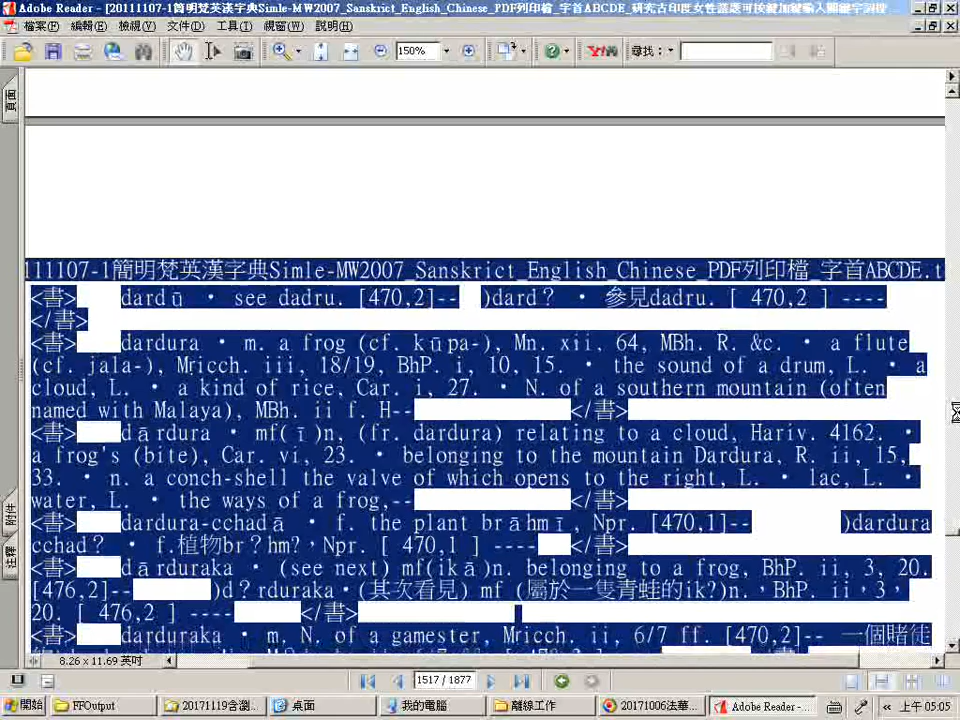 Adobe Reader - [20111107-1簡明梵英漢字典Simle-MW2007_Sanskrict_English_Chinese_PDF列印檔_字首ABCDE_研究古印度女性議題可按鍵加鍵輸入關鍵字詞搜
檔案(F) 編輯(E) 檢視(V) 文件(D) 工具(T) 視窗(W) 說明(H)
150% 尋找:
頁面
111107-1簡明梵英漢字典Simle-MW2007_Sanskrict_English_Chinese_PDF列印檔_字首ABCDE.t
<書> dardū • see dadru. [470,2]-- )dard? • 參見dadru. [ 470,2 ] ----
</書>
<書> dardura • m. a frog (cf. kūpa-), Mn. xii, 64, MBh. R. &c. • a flute
(cf. jala-), Mricch. iii, 18/19, BhP. i, 10, 15. • the sound of a drum, L. • a
cloud, L. • a kind of rice, Car. i, 27. • N. of a southern mountain (often
named with Malaya), MBh. ii f. H-- </書>
<書> dārdura • mf(ī)n, (fr. dardura) relating to a cloud, Hariv. 4162. •
a frog's (bite), Car. vi, 23. • belonging to the mountain Dardura, R. ii, 15,
33. • n. a conch-shell the valve of which opens to the right, L. • lac, L. •
water, L. • the ways of a frog,-- </書>
<書> dardura-cchadā • f. the plant brāhmī, Npr. [470,1]-- )dardura
cchad? • f.植物br?hm?,Npr. [ 470,1 ] ---- </書>
<書> dārduraka • (see next) mf(ikā)n. belonging to a frog, BhP. ii, 3, 20.
[476,2]-- )d?rduraka•(其次看見) mf (屬於一隻青蛙的ik?)n.,BhP. ii,3,
20. [ 476,2 ] ---- </書>
<書> darduraka • m, N. of a gamester, Mricch. ii, 6/7 ff. [470,2]-- 一個賭徒
附件
注釋
8.26 x 11.69 英吋
1517 / 1877
開始 FFOutput 20171119含瀏... 桌面 我的電腦 離線工作 20171006法華... Adobe Reader - [... 上午 05:05